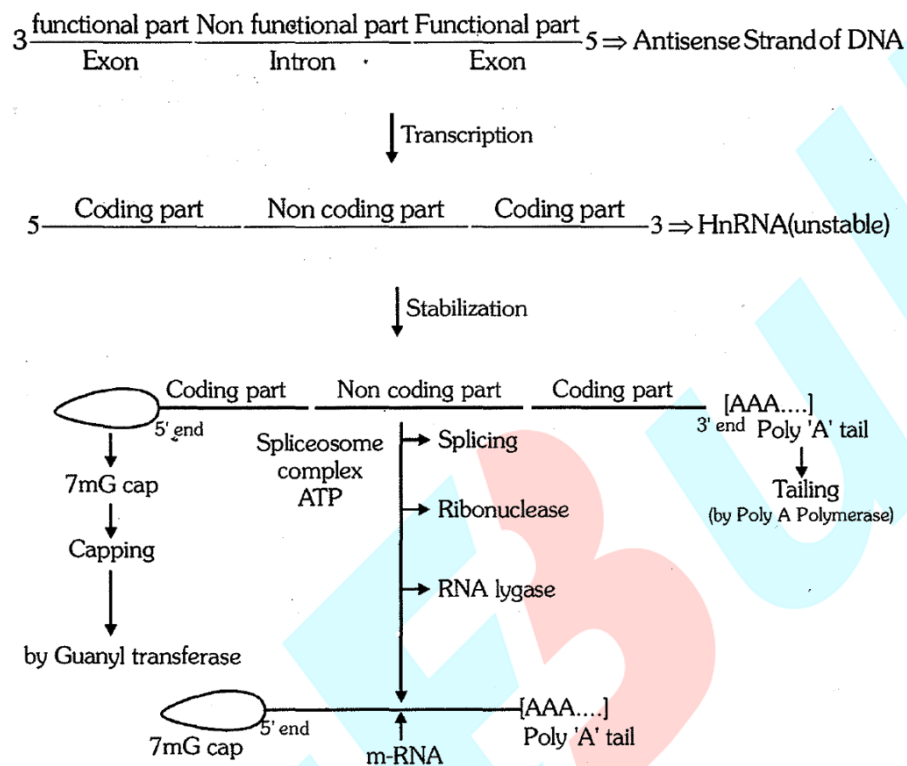 functional part Non functional part Functional part
3 5 ⇒ Antisense Strand of DNA
Exon Intron Exon
Transcription
Coding part Non coding part Coding part
5 3 ⇒ HnRNA(unstable)
Stabilization
Coding part Non coding part Coding part
[AAA....]
5' end 3' end Poly 'A' tail
Spliceosome
complex
ATP
Splicing
7mG cap
Tailing
(by Poly A Polymerase)
Ribonuclease
Capping
RNA lygase
by Guanyl transferase
[AAA....]
5' end
Poly 'A' tail
7mG cap
m-RNA